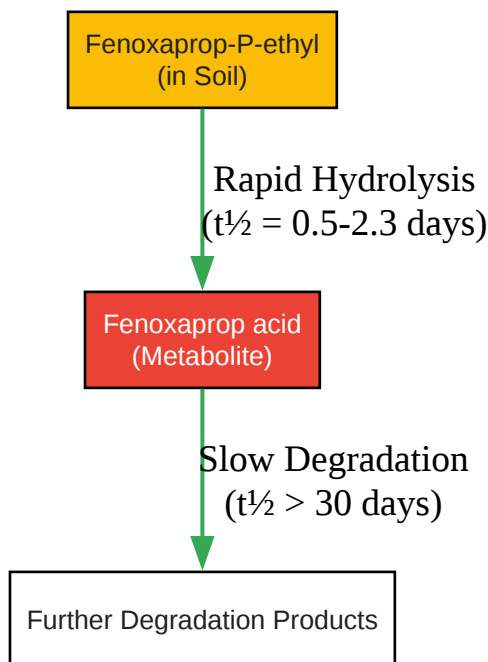 Fenoxaprop-P-ethyl
(in Soil)
Rapid Hydrolysis
(t½ = 0.5-2.3 days)
Fenoxaprop acid
(Metabolite)
Slow Degradation
(t½ > 30 days)
Further Degradation Products